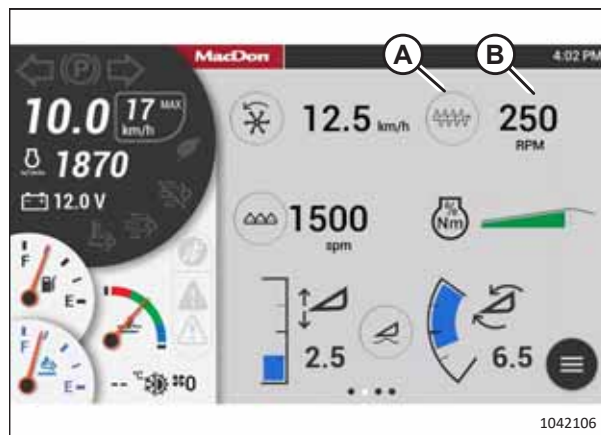 MacDon
A
B
4:02 PM
(P)
10.0 17 MAX
km/h
1870
12.0 V
12.5 km/h
250
RPM
1500
spm
%
Nm
F
E
F
E
-- °C 0
2.5
6.5
1042106